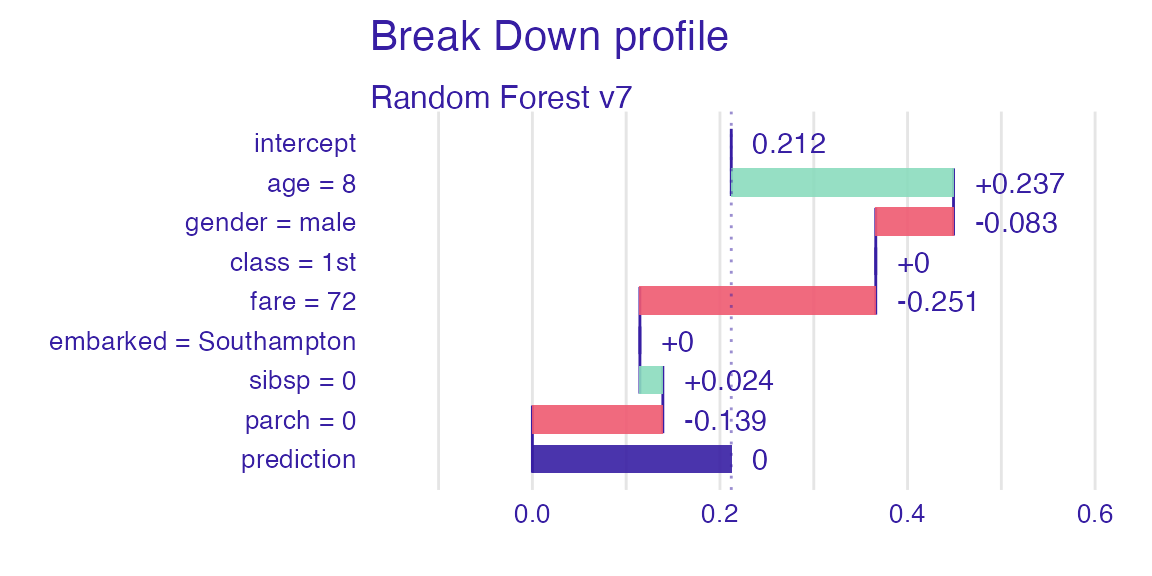 Break Down profile
Random Forest v7
intercept 0.212
age = 8 +0.237
gender = male -0.083
class = 1st +0
fare = 72 -0.251
embarked = Southampton +0
sibsp = 0 +0.024
parch = 0 -0.139
prediction 0
0.0 0.2 0.4 0.6